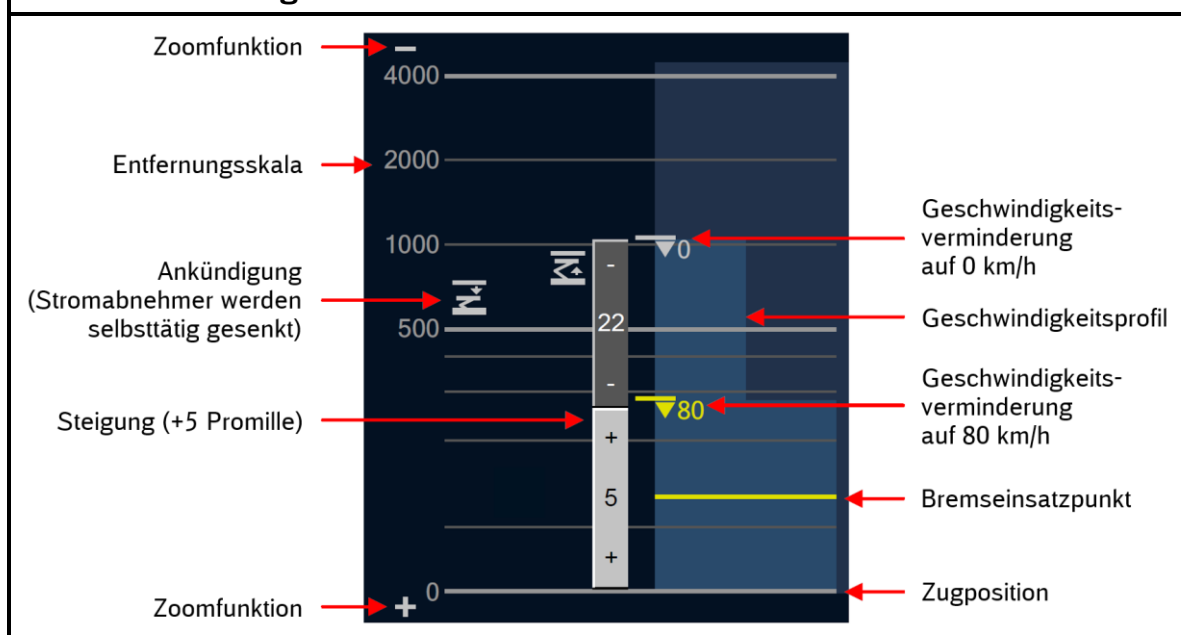 Zoomfunktion
−
4000
Entfernungsskala
2000
Geschwindigkeits-
verminderung
auf 0 km/h
1000
-
0
Ankündigung
(Stromabnehmer werden
selbsttätig gesenkt)
500
22
Geschwindigkeitsprofil
-
Geschwindigkeits-
verminderung
auf 80 km/h
80
Steigung (+5 Promille)
+
5
Bremseinsatzpunkt
+
0
Zugposition
Zoomfunktion
+